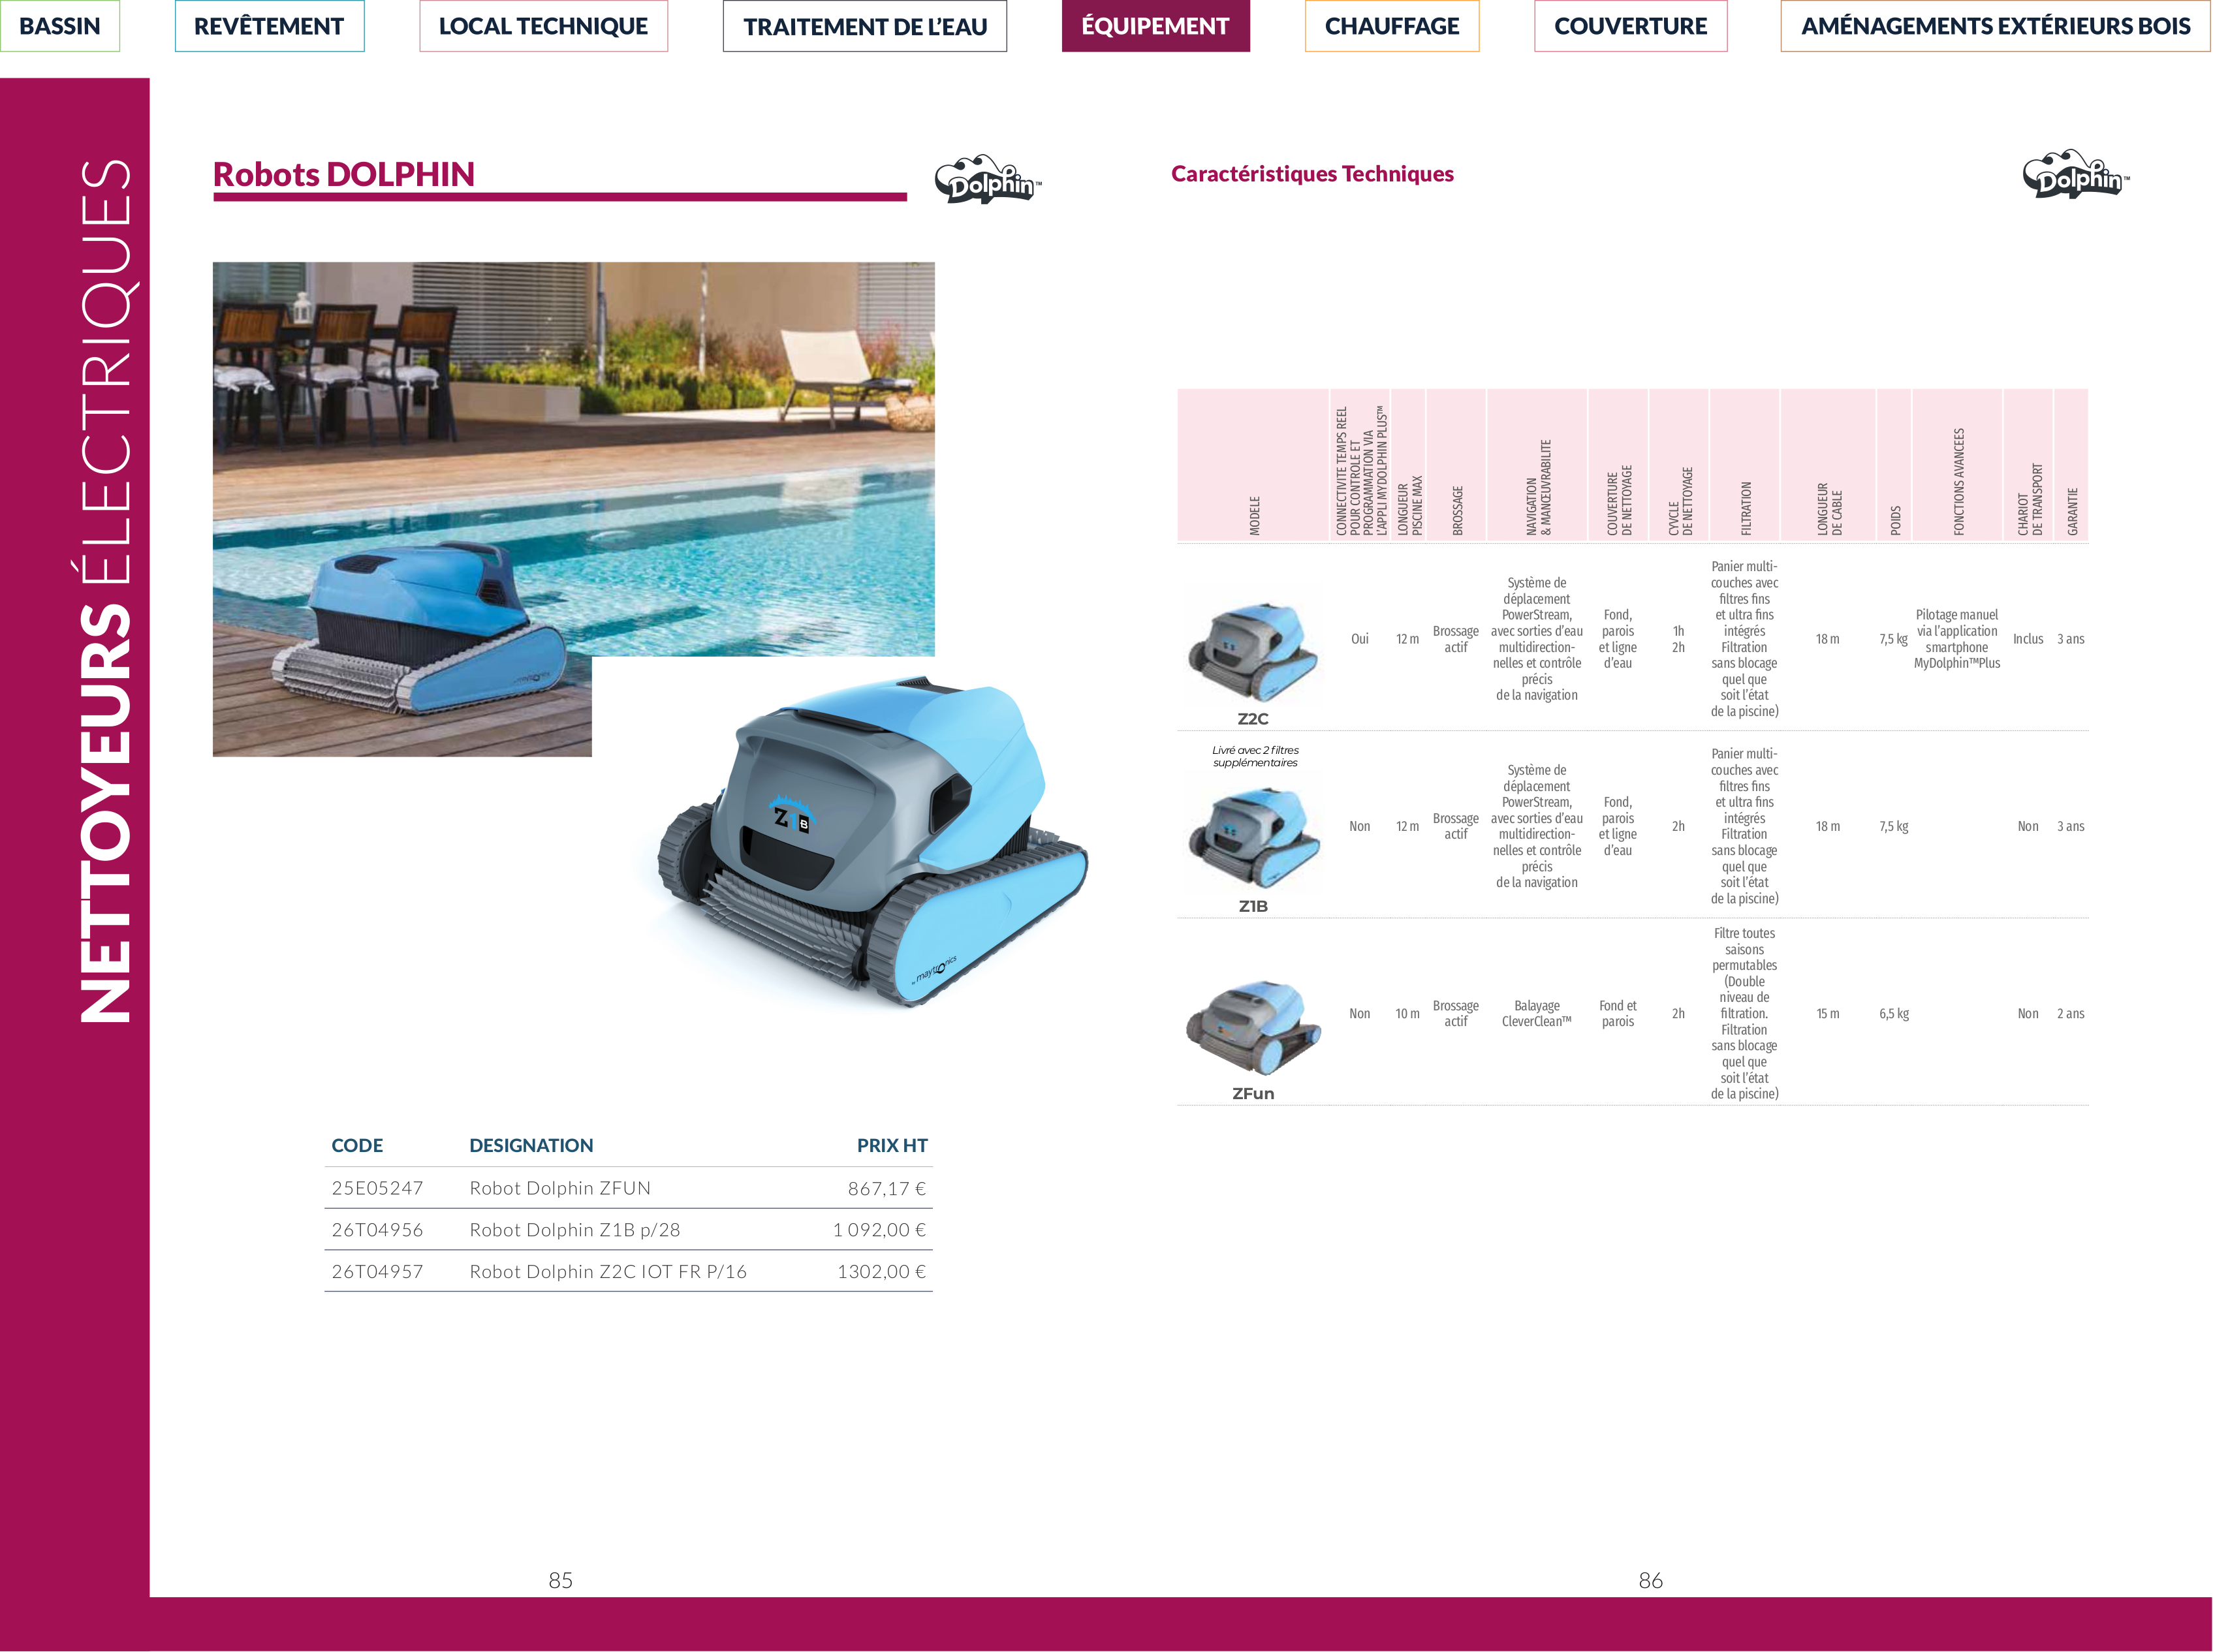 BASSIN
REVÊTEMENT
LOCAL TECHNIQUE
TRAITEMENT DE L'EAU
ÉQUIPEMENT
CHAUFFAGE
COUVERTURE
AMÉNAGEMENTS EXTÉRIEURS BOIS
NETTOYEURS ÉLECTRIQUES
Robots DOLPHIN
Dolphin™
Z1B
by maytronics
CODE DESIGNATION PRIX HT
25E05247 Robot Dolphin ZFUN 867,17 €
26T04956 Robot Dolphin Z1B p/28 1 092,00 €
26T04957 Robot Dolphin Z2C IOT FR P/16 1302,00 €
85
Caractéristiques Techniques
Dolphin™
MODELE
CONNECTIVITE TEMPS REEL
POUR CONTROLE ET
PROGRAMMATION VIA
L'APPLI MYDOLPHIN PLUS™
LONGUEUR
PISCINE MAX
BROSSAGE
NAVIGATION
& MANŒUVRABILITE
COUVERTURE
DE NETTOYAGE
CYVCLE
DE NETTOYAGE
FILTRATION
LONGUEUR
DE CABLE
POIDS
FONCTIONS AVANCEES
CHARIOT
DE TRANSPORT
GARANTIE
Z2C
Oui
12 m
Brossage
actif
Système de
déplacement
PowerStream,
avec sorties d'eau
multidirection-
nelles et contrôle
précis
de la navigation
Fond,
parois
et ligne
d'eau
1h
2h
Panier multi-
couches avec
filtres fins
et ultra fins
intégrés
Filtration
sans blocage
quel que
soit l'état
de la piscine)
18 m
7,5 kg
Pilotage manuel
via l'application
smartphone
MyDolphin™Plus
Inclus
3 ans
Livré avec 2 filtres
supplémentaires
Z1B
Non
12 m
Brossage
actif
Système de
déplacement
PowerStream,
avec sorties d'eau
multidirection-
nelles et contrôle
précis
de la navigation
Fond,
parois
et ligne
d'eau
2h
Panier multi-
couches avec
filtres fins
et ultra fins
intégrés
Filtration
sans blocage
quel que
soit l'état
de la piscine)
18 m
7,5 kg
Non
3 ans
ZFun
Non
10 m
Brossage
actif
Balayage
CleverClean™
Fond et
parois
2h
Filtre toutes
saisons
permutables
(Double
niveau de
filtration.
Filtration
sans blocage
quel que
soit l'état
de la piscine)
15 m
6,5 kg
Non
2 ans
86